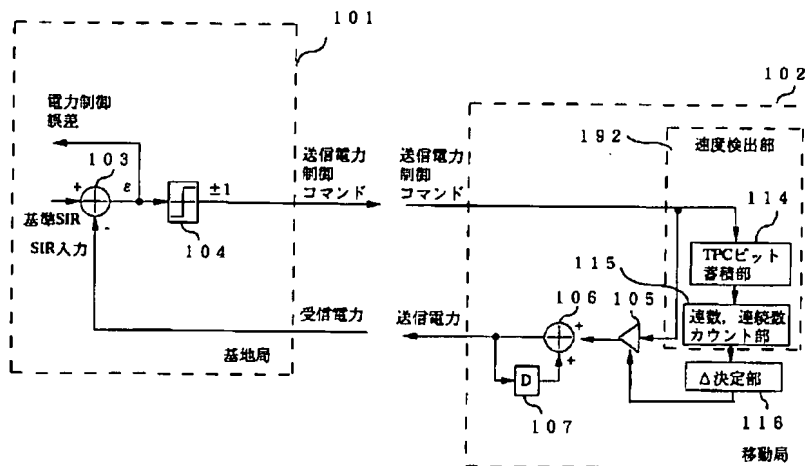 101
電力制御
誤差
103
+
ε
±1
基準SIR
-
SIR入力
104
送信電力
制御
コマンド
受信電力
基地局
102
192
速度検出部
送信電力
制御
コマンド
114
TPCビット
蓄積部
115
連数,連続数
カウント部
106
105
+
+
送信電力
D
107
Δ決定部
116
移動局